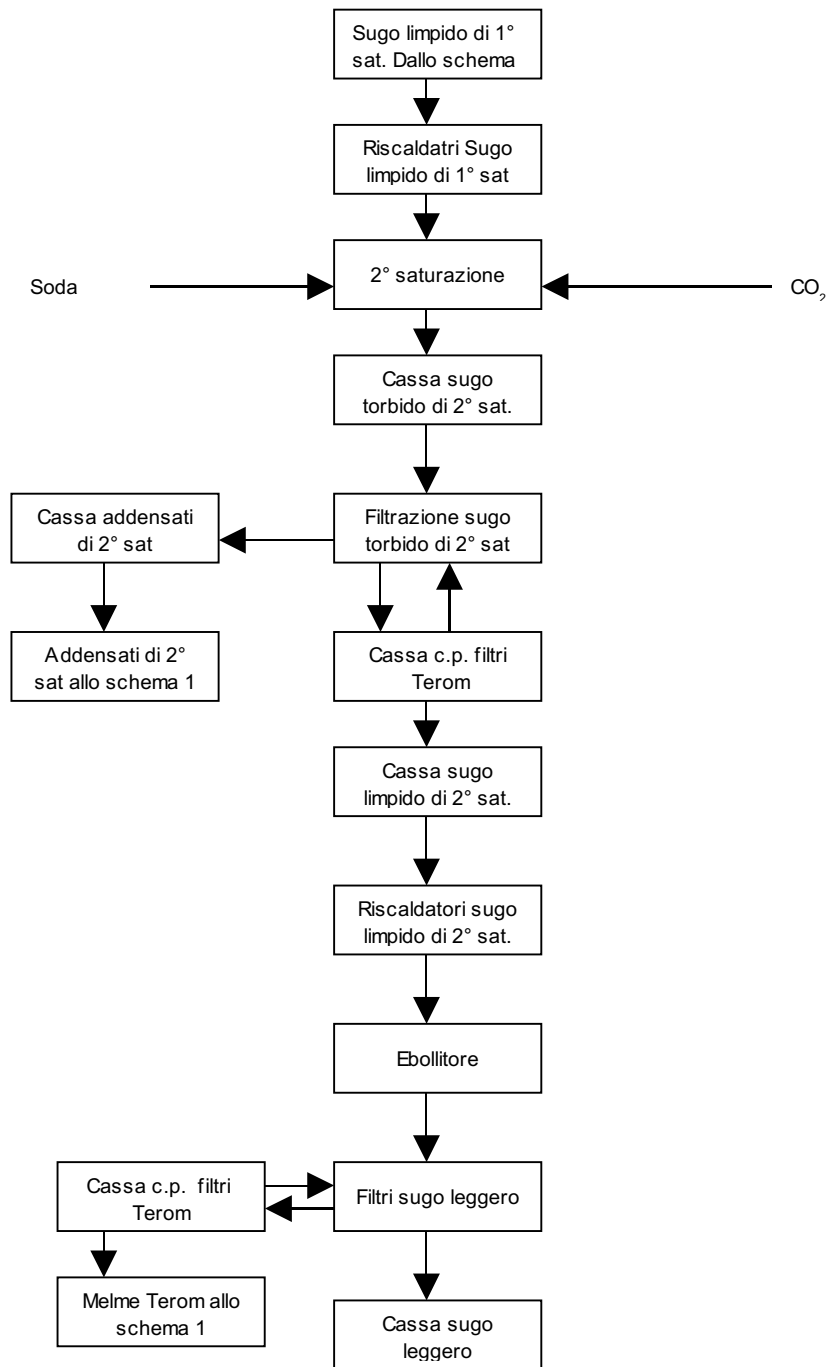 Sugo limpido di 1°
sat. Dallo schema
Riscaldatri Sugo
limpido di 1° sat
Soda
2° saturazione
CO₂
Cassa sugo
torbido di 2° sat.
Cassa addensati
di 2° sat
Filtrazione sugo
torbido di 2° sat
Addensati di 2°
sat allo schema 1
Cassa c.p. filtri
Terom
Cassa sugo
limpido di 2° sat.
Riscaldatori sugo
limpido di 2° sat.
Ebollitore
Cassa c.p. filtri
Terom
Filtri sugo leggero
Melme Terom allo
schema 1
Cassa sugo
leggero